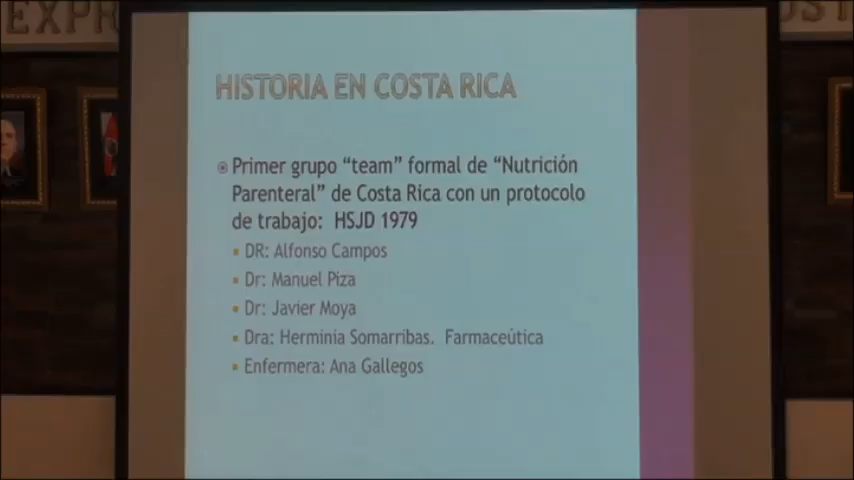 EXPR
HISTORIA EN COSTA RICA
Primer grupo “team” formal de “Nutrición
Parenteral” de Costa Rica con un protocolo
de trabajo: HSJD 1979
DR: Alfonso Campos
Dr: Manuel Piza
Dr: Javier Moya
Dra: Herminia Somarribas. Farmaceútica
Enfermera: Ana Gallegos